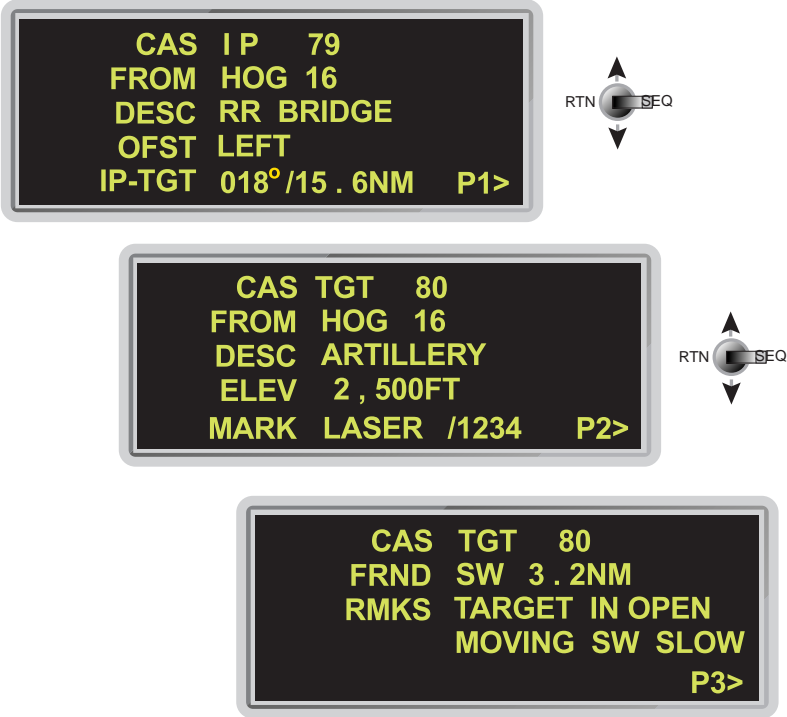 CAS IP 79
FROM HOG 16
DESC RR BRIDGE
OFST LEFT
IP-TGT 018°/15.6NM P1>
RTN SEQ
CAS TGT 80
FROM HOG 16
DESC ARTILLERY
ELEV 2,500FT
MARK LASER /1234 P2>
RTN SEQ
CAS TGT 80
FRND SW 3.2NM
RMKS TARGET IN OPEN
MOVING SW SLOW
P3>